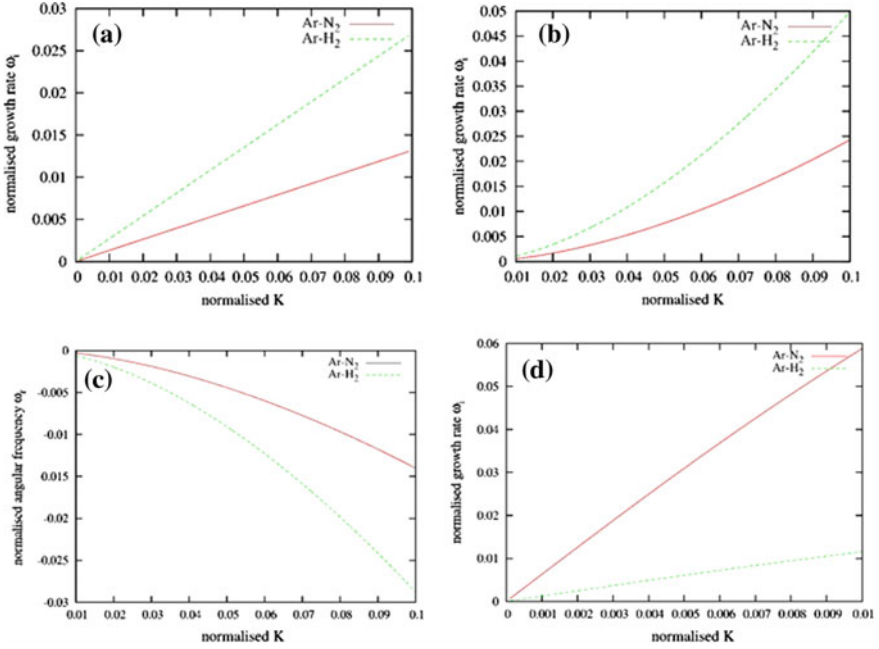 (a)
Ar-N2
Ar-H2
0.03
0.025
0.02
0.015
0.01
0.005
0
0 0.01 0.02 0.03 0.04 0.05 0.06 0.07 0.08 0.09 0.1
normalised growth rate ωi
normalised K
(b)
Ar-N2
Ar-H2
0.05
0.045
0.04
0.035
0.03
0.025
0.02
0.015
0.01
0.005
0
0.01 0.02 0.03 0.04 0.05 0.06 0.07 0.08 0.09 0.1
normalised growth rate ωi
normalised K
(c)
Ar-N2
Ar-H2
0
-0.005
-0.01
-0.015
-0.02
-0.025
-0.03
0.01 0.02 0.03 0.04 0.05 0.06 0.07 0.08 0.09 0.1
normalised angular frequency ωi
normalised K
(d)
Ar-N2
Ar-H2
0.06
0.05
0.04
0.03
0.02
0.01
0
0 0.001 0.002 0.003 0.004 0.005 0.006 0.007 0.008 0.009 0.01
normalised growth rate ωi
normalised K